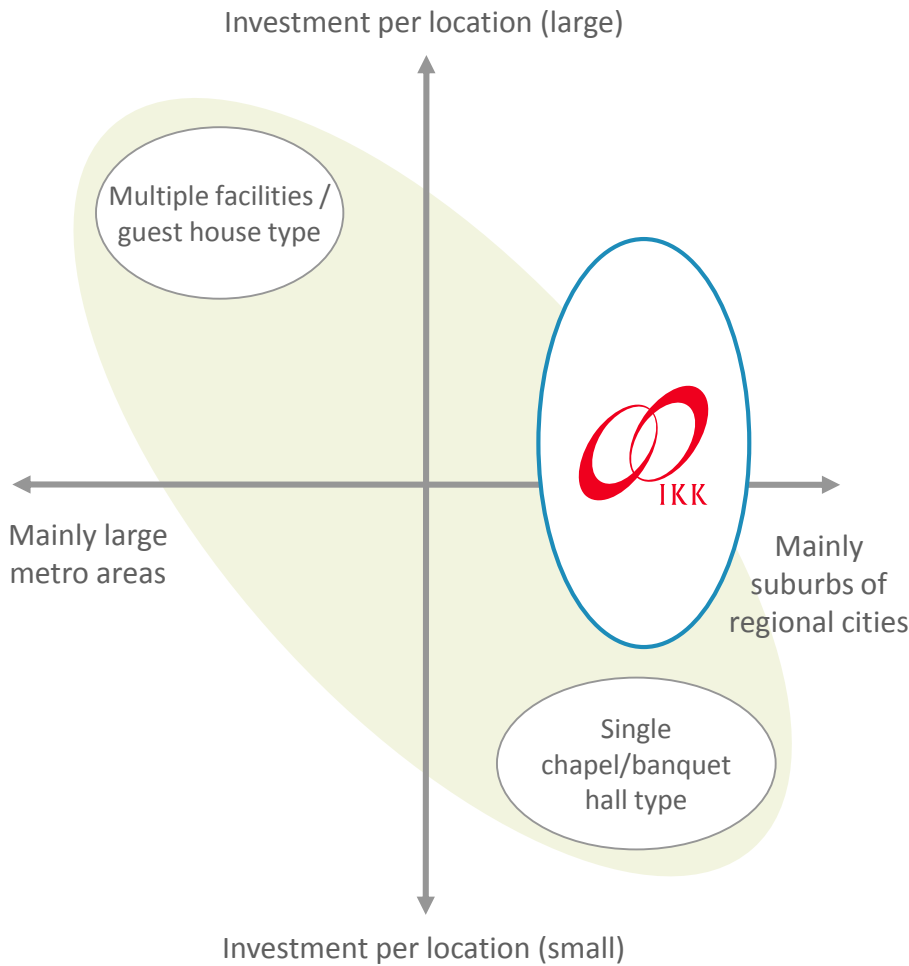 Investment per location (large)
Multiple facilities /
guest house type
IKK
Mainly large
metro areas
Mainly
suburbs of
regional cities
Single
chapel/banquet
hall type
Investment per location (small)